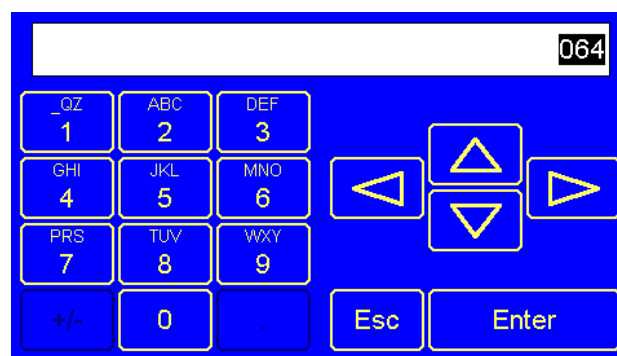 064
_QZ ABC DEF
1 2 3
GHI JKL MNO
4 5 6
PRS TUV WXY
7 8 9
+/- 0 . Esc Enter